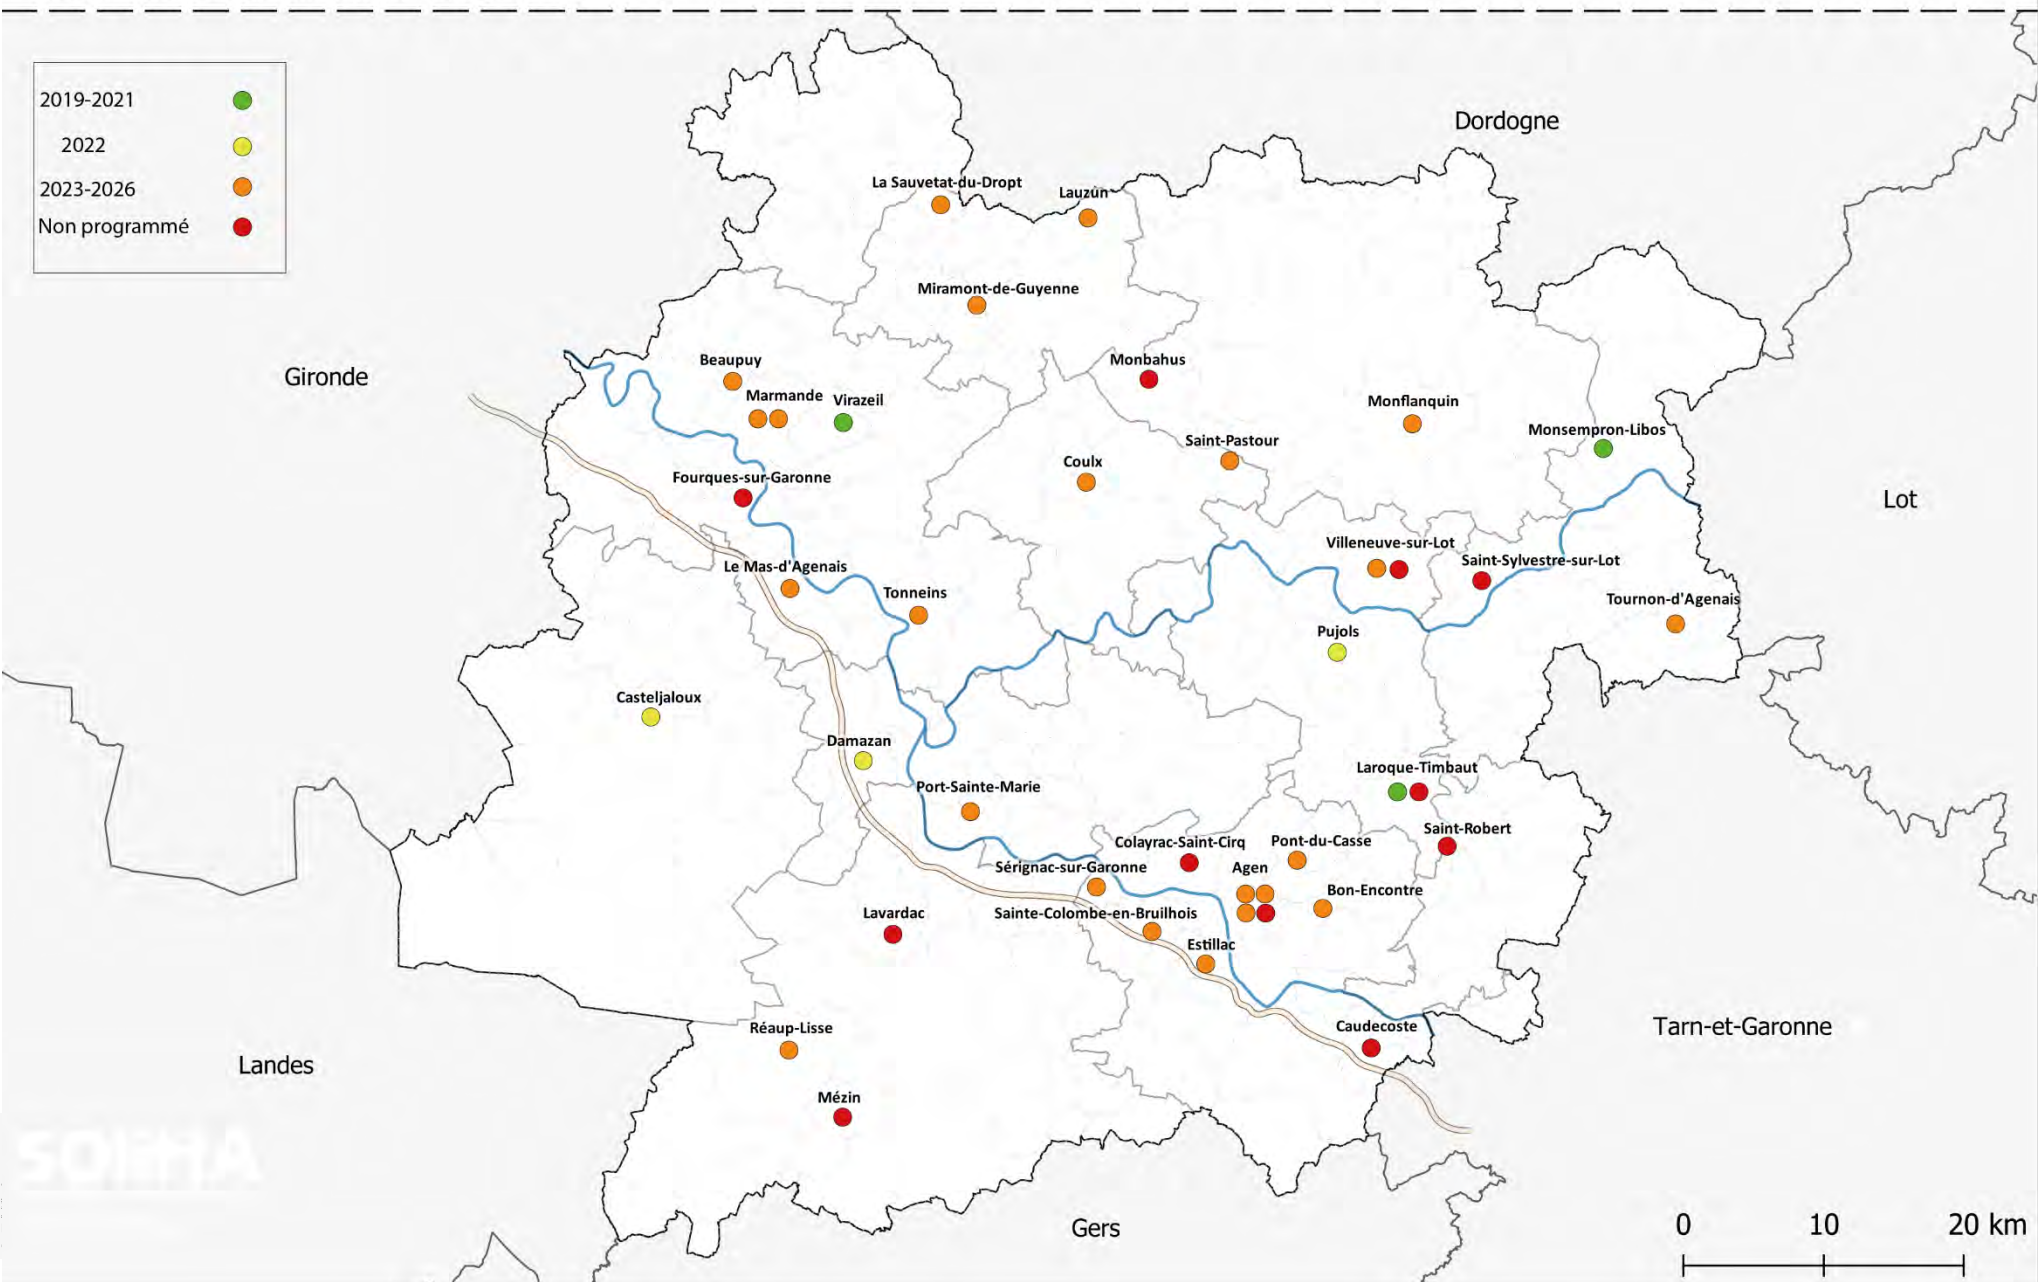 2019-2021
2022
2023-2026
Non programmé
Dordogne
La Sauvetat-du-Dropt
Lauzun
Miramont-de-Guyenne
Gironde
Beaupuy
Monbahus
Marmande
Virazeil
Monflanquin
Monsempron-Libos
Saint-Pastour
Coulx
Fourques-sur-Garonne
Lot
Villeneuve-sur-Lot
Saint-Sylvestre-sur-Lot
Le Mas-d'Agenais
Tonneins
Tournon-d'Agenais
Pujols
Casteljaloux
Damazan
Laroque-Timbaut
Port-Sainte-Marie
Saint-Robert
Colayrac-Saint-Cirq
Pont-du-Casse
Sérignac-sur-Garonne
Agen
Bon-Encontre
Lavardac
Sainte-Colombe-en-Bruilhois
Estillac
Réaup-Lisse
Caudecoste
Tarn-et-Garonne
Landes
Mézin
SOLiHA
Gers
0 10 20 km